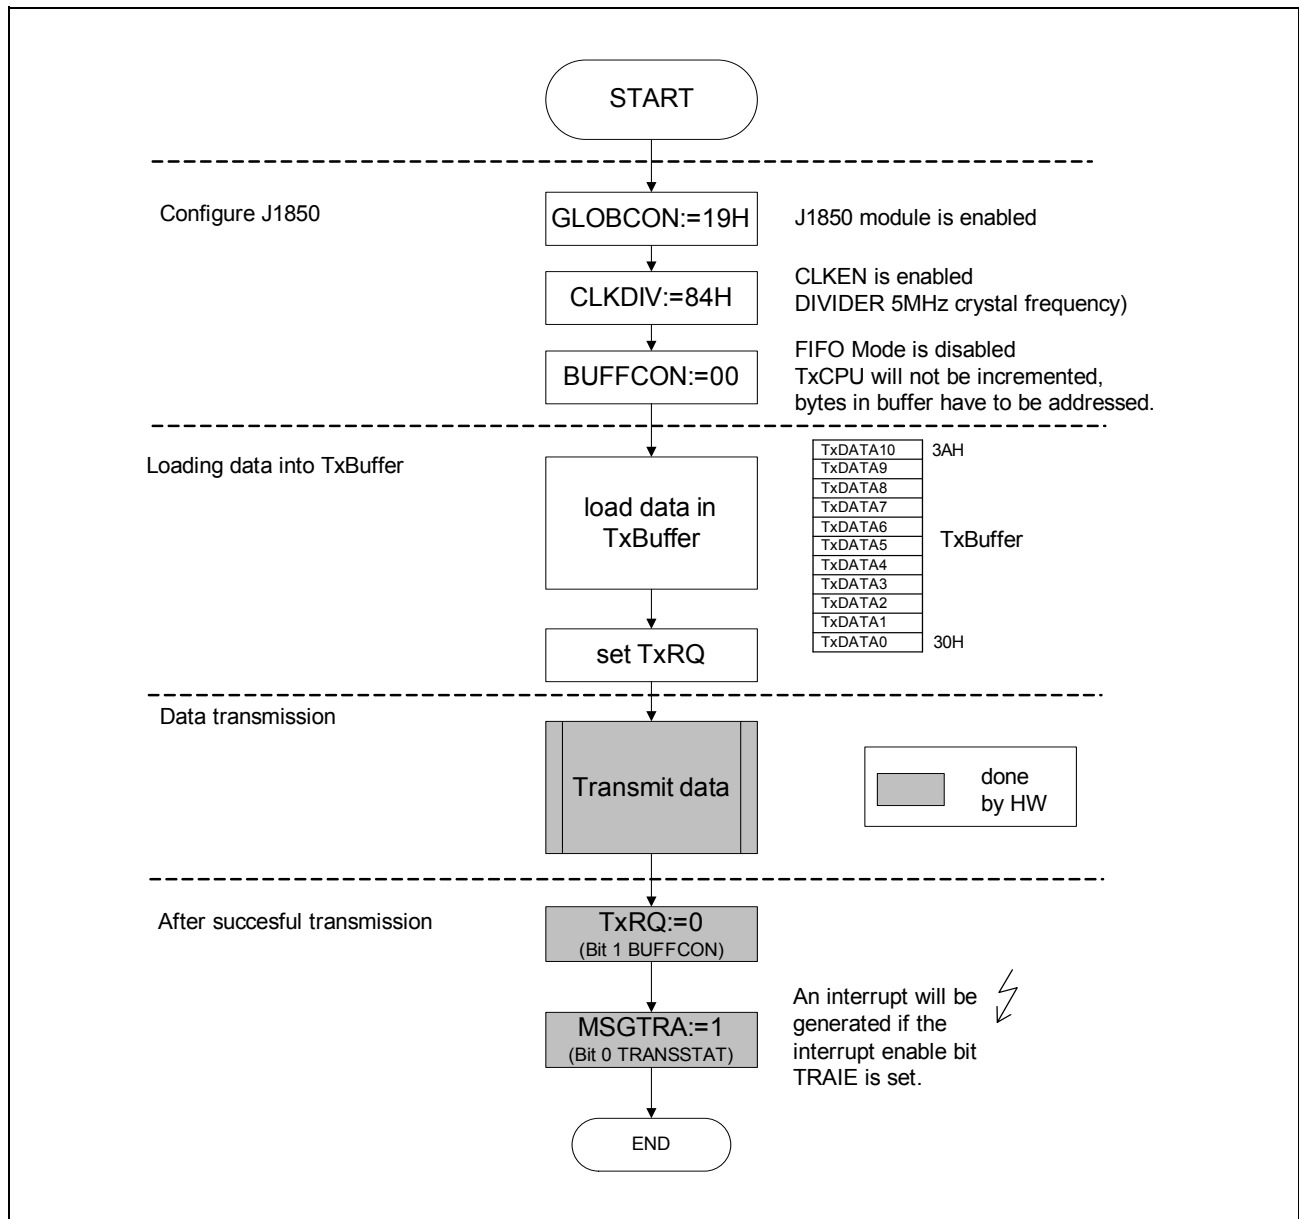 START
Configure J1850
GLOBCON:=19H
J1850 module is enabled
CLKDIV:=84H
CLKEN is enabled
DIVIDER 5MHz crystal frequency)
BUFFCON:=00
FIFO Mode is disabled
TxCPU will not be incremented,
bytes in buffer have to be addressed.
Loading data into TxBuffer
load data in
TxBuffer
TxDATA10 3AH
TxDATA9
TxDATA8
TxDATA7
TxDATA6
TxDATA5
TxDATA4
TxDATA3
TxDATA2
TxDATA1
TxDATA0 30H
TxBuffer
set TxRQ
Data transmission
Transmit data
done
by HW
After succesful transmission
TxRQ:=0
(Bit 1 BUFFCON)
MSGTRA:=1
(Bit 0 TRANSSTAT)
An interrupt will be
generated if the
interrupt enable bit
TRAIE is set.
END